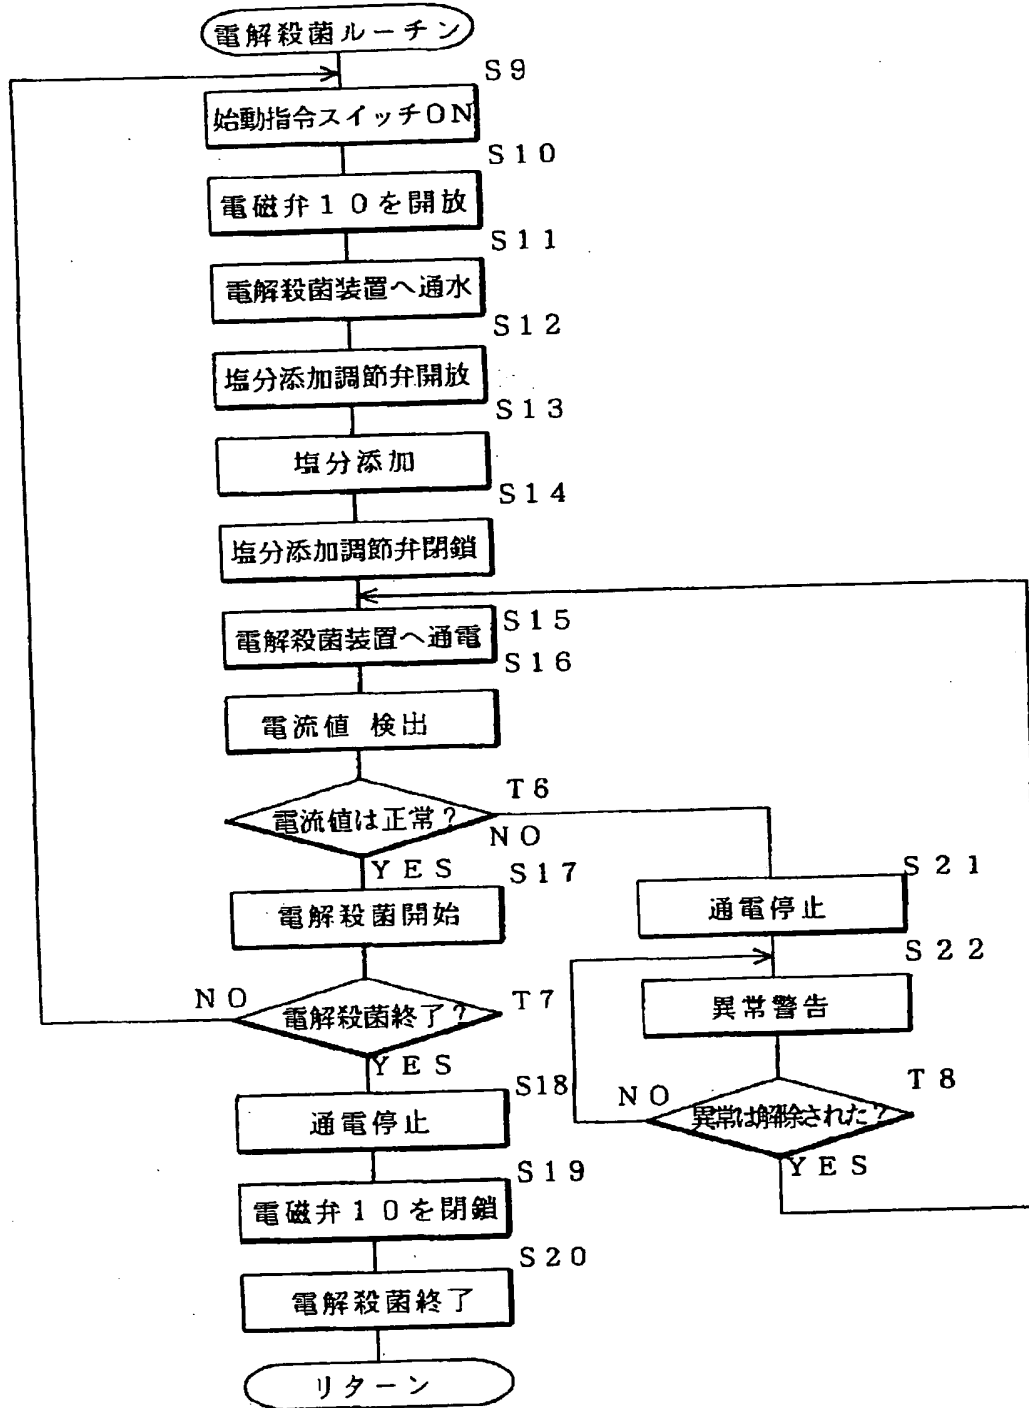 電解殺菌ルーチン
S9
始動指令スイッチON
S10
電磁弁10を開放
S11
電解殺菌装置へ通水
S12
塩分添加調節弁開放
S13
塩分添加
S14
塩分添加調節弁閉鎖
電解殺菌装置へ通電
S15
S16
電流値 検出
T6
電流値は正常?
NO
YES
S17
電解殺菌開始
NO
電解殺菌終了?
T7
YES
S18
通電停止
S19
電磁弁10を閉鎖
S20
電解殺菌終了
リターン
S21
通電停止
S22
異常警告
T8
NO
異常は解除された?
YES